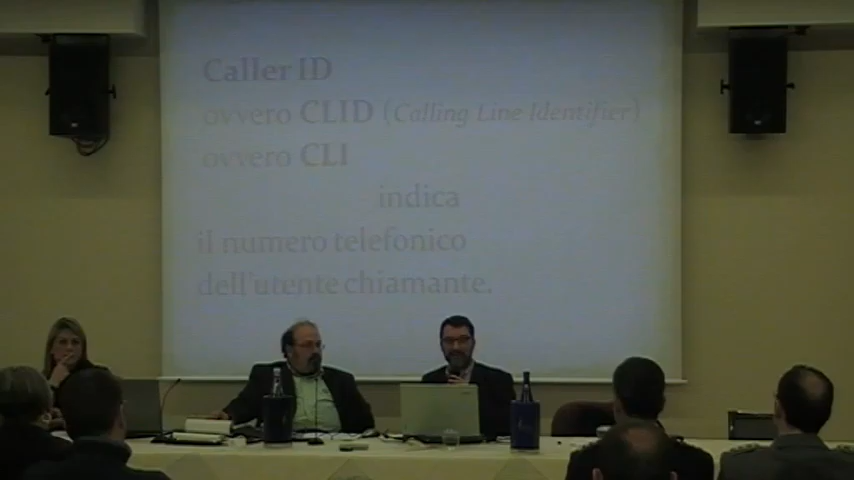 Caller ID
ovvero CLID (Calling Line Identifier)
ovvero CLI
indica
il numero telefonico
dell'utente chiamante.